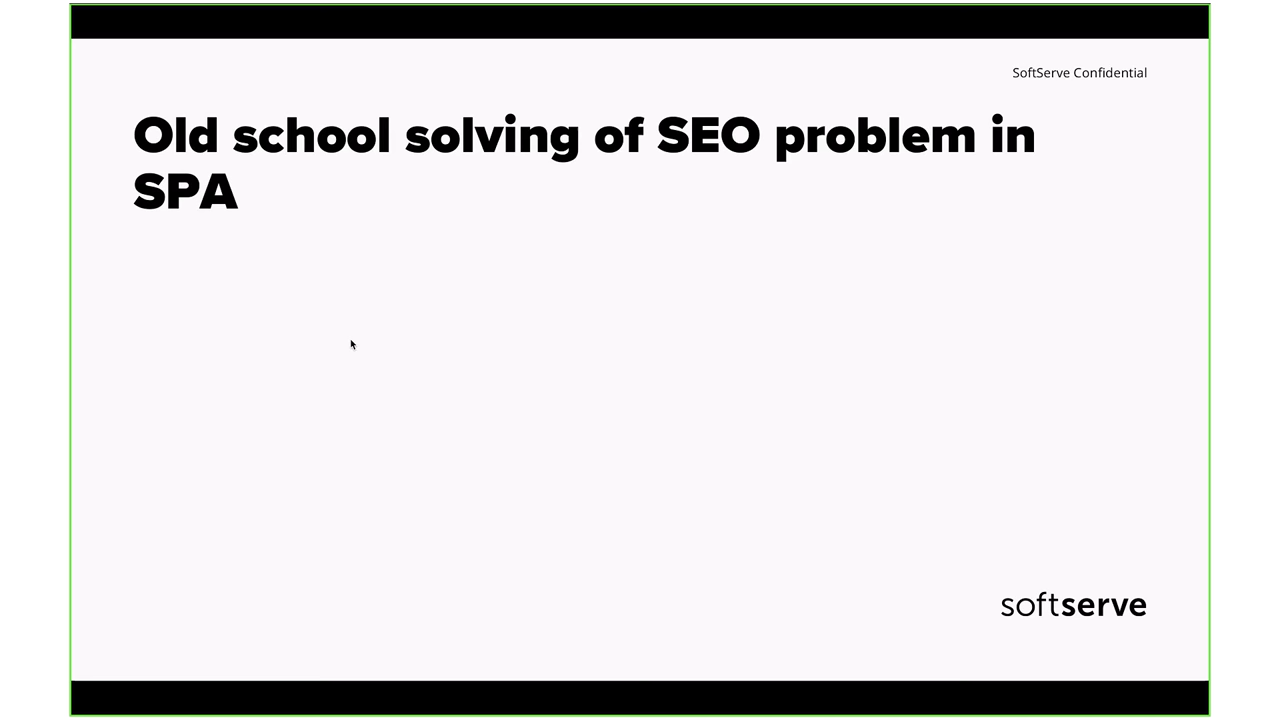 SoftServe Confidential
Old school solving of SEO problem in
SPA
softserve